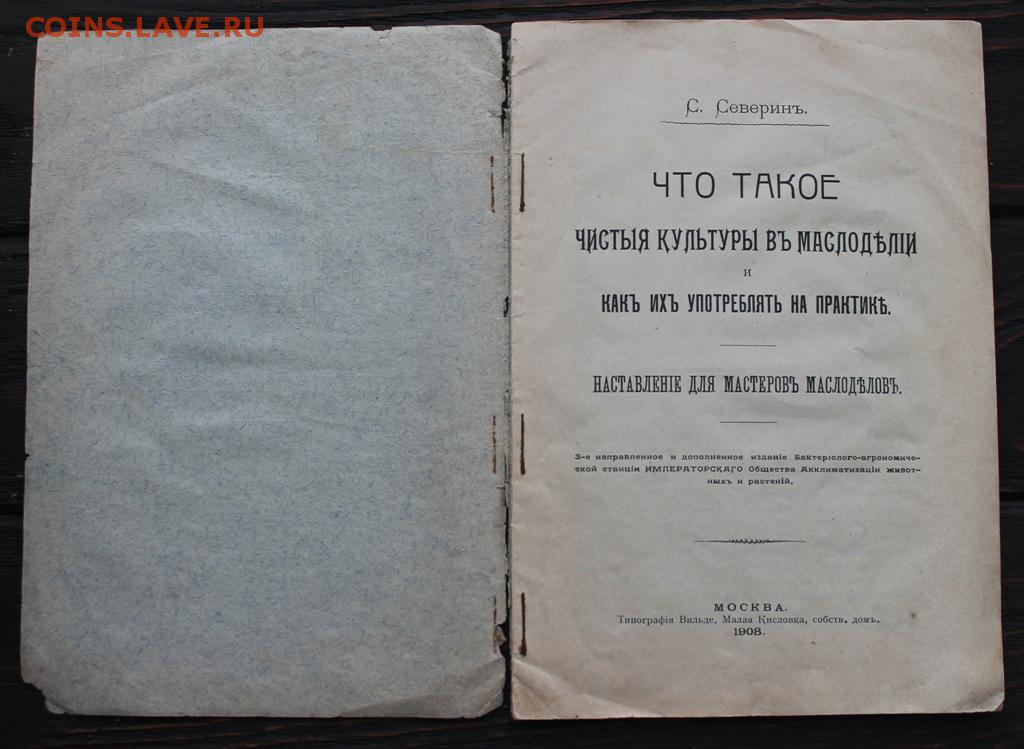 COINS.LAVE.RU
С. Северинъ.
ЧТО ТАКОЕ
ЧИСТЫЯ КУЛЬТУРЫ ВЪ МАСЛОДѢЛІИ
И
КАКЪ ИХЪ УПОТРЕБЛЯТЬ НА ПРАКТИКѢ.
НАСТАВЛЕНІЕ ДЛЯ МАСТЕРОВЪ МАСЛОДѢЛОВЪ.
3-е исправленное и дополненное изданіе Бактеріолого-агрономиче-
ской станціи ИМПЕРАТОРСКАГО Общества Акклиматизаціи живот-
ныхъ и растеній.
МОСКВА.
Типографія Вильде, Малая Кисловка, собств. домъ.
1908.